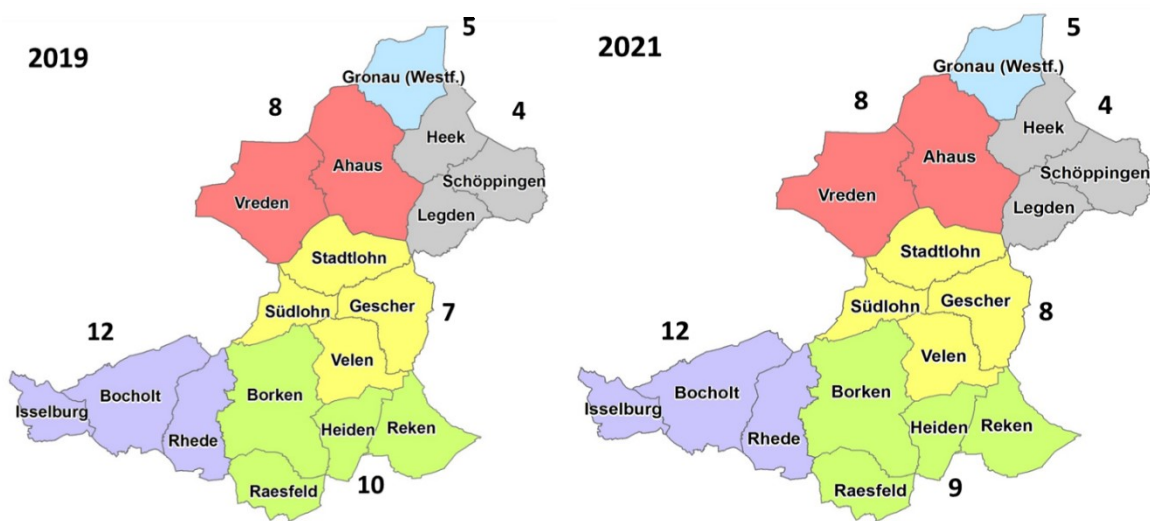 2019
5
Gronau (Westf.)
8
4
Heek
Ahaus
Schöppingen
Vreden
Legden
Stadtlohn
Südlohn
Gescher
7
12
Velen
Bocholt
Borken
Isselburg
Rhede
Heiden
Reken
Raesfeld
10
2021
5
Gronau (Westf.)
8
4
Heek
Ahaus
Schöppingen
Vreden
Legden
Stadtlohn
Südlohn
Gescher
8
12
Velen
Bocholt
Borken
Isselburg
Rhede
Heiden
Reken
Raesfeld
9